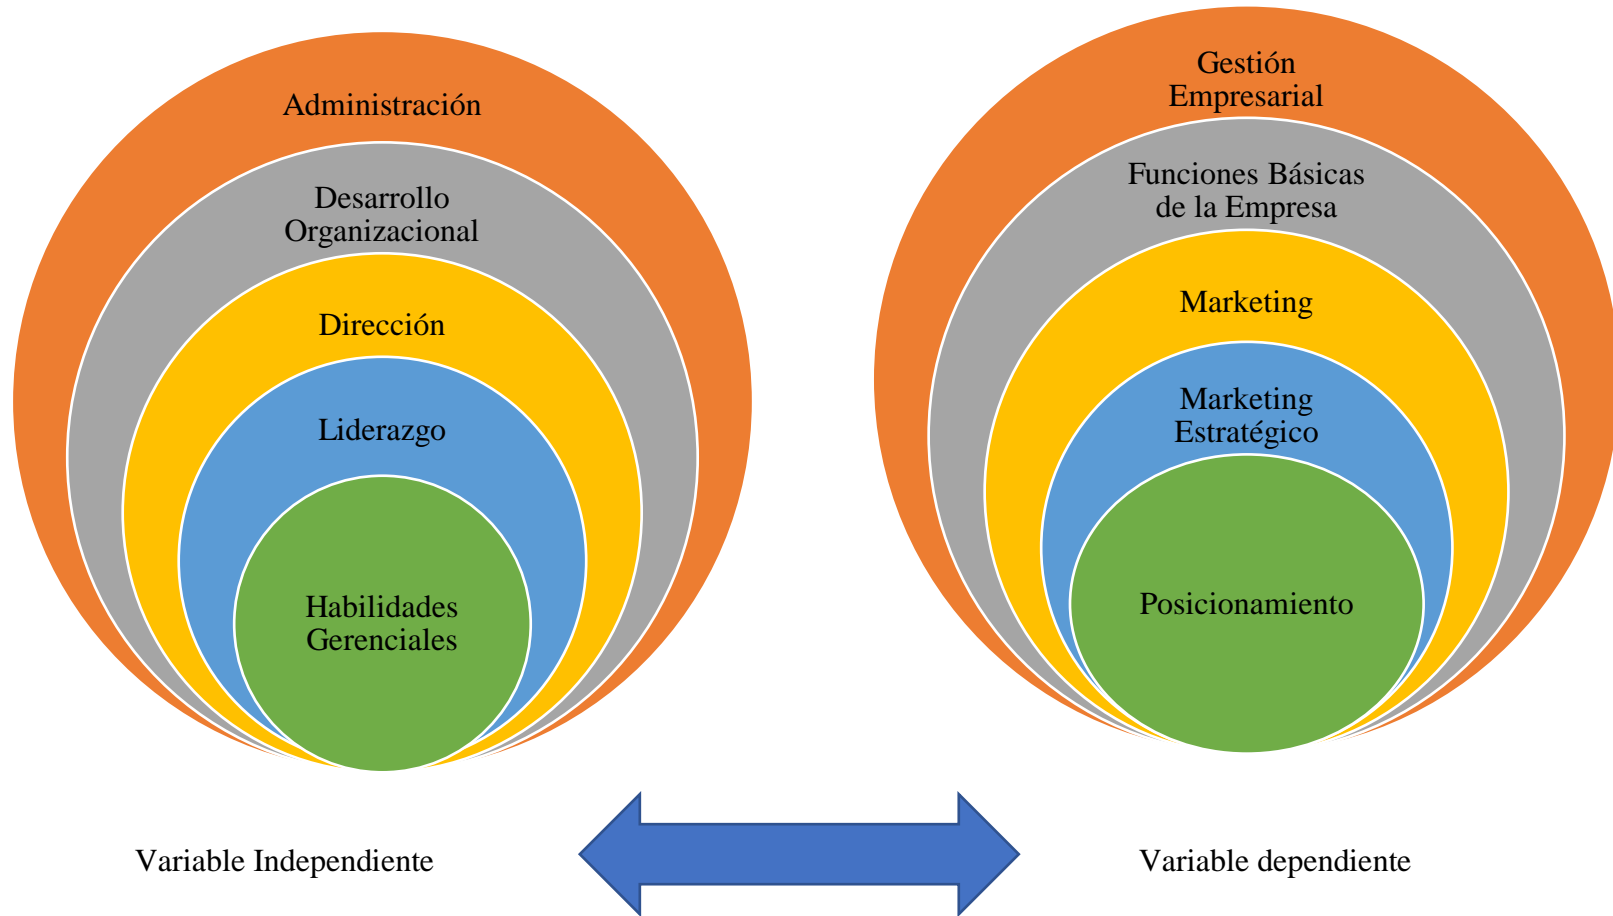 Administración
Desarrollo
Organizacional
Dirección
Liderazgo
Habilidades
Gerenciales
Gestión
Empresarial
Funciones Básicas
de la Empresa
Marketing
Marketing
Estratégico
Posicionamiento
Variable Independiente
Variable dependiente